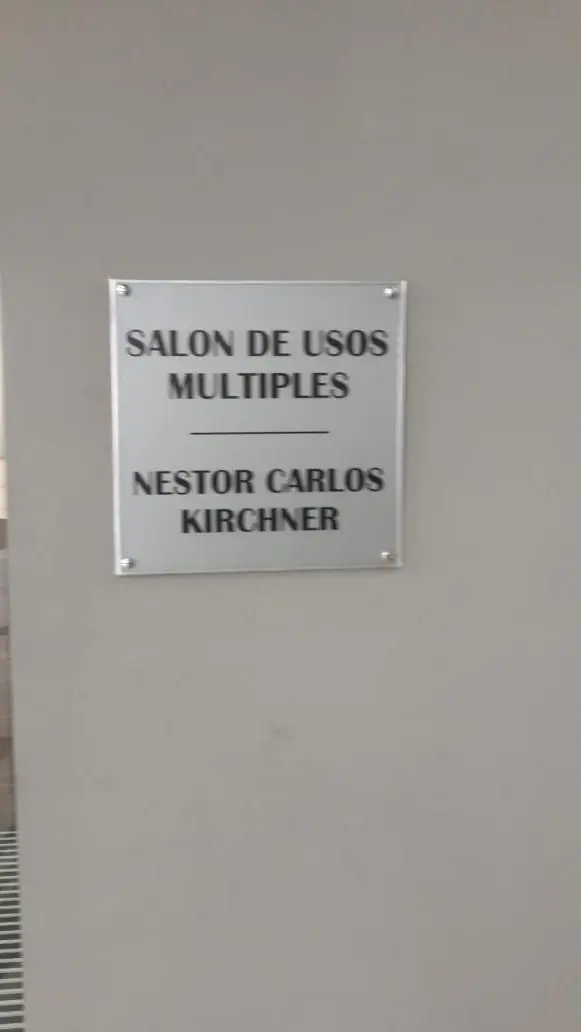 SALON DE USOS
MULTIPLES
NESTOR CARLOS
KIRCHNER